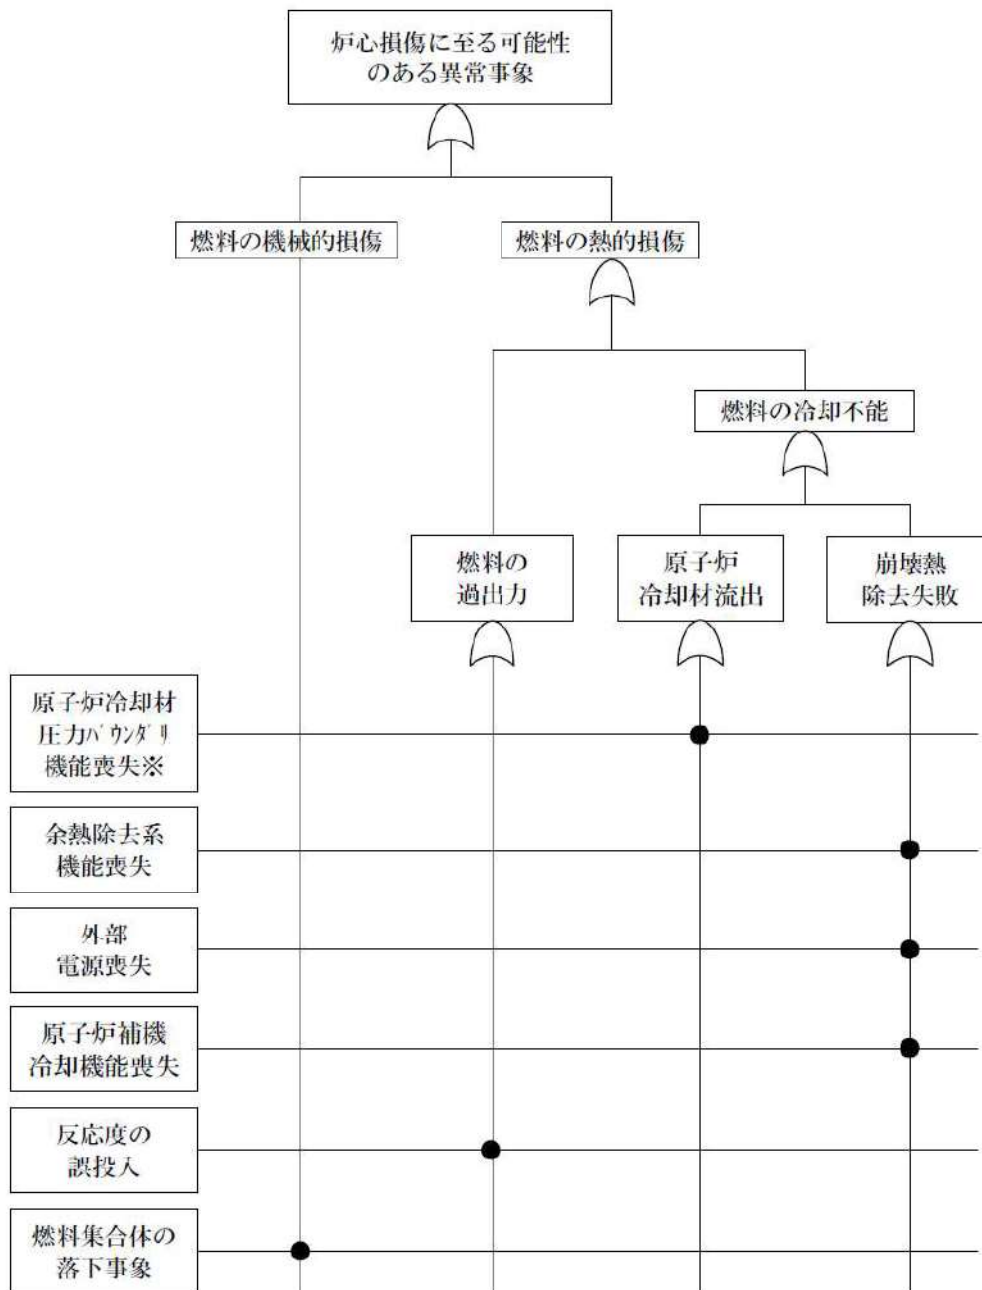 炉心損傷に至る可能性
のある異常事象
燃料の機械的損傷
燃料の熱的損傷
燃料の冷却不能
燃料の
過出力
原子炉
冷却材流出
崩壊熱
除去失敗
原子炉冷却材
圧力ﾊﾞｳﾝﾀﾞﾘ
機能喪失※
余熱除去系
機能喪失
外部
電源喪失
原子炉補機
冷却機能喪失
反応度の
誤投入
燃料集合体の
落下事象